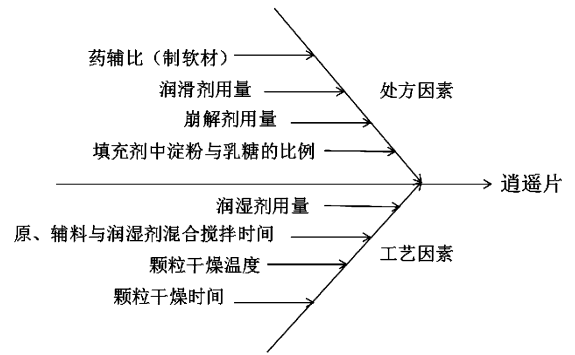 药辅比（制软材）
润滑剂用量
处方因素
崩解剂用量
填充剂中淀粉与乳糖的比例
逍遥片
润湿剂用量
原、辅料与润湿剂混合搅拌时间
工艺因素
颗粒干燥温度
颗粒干燥时间